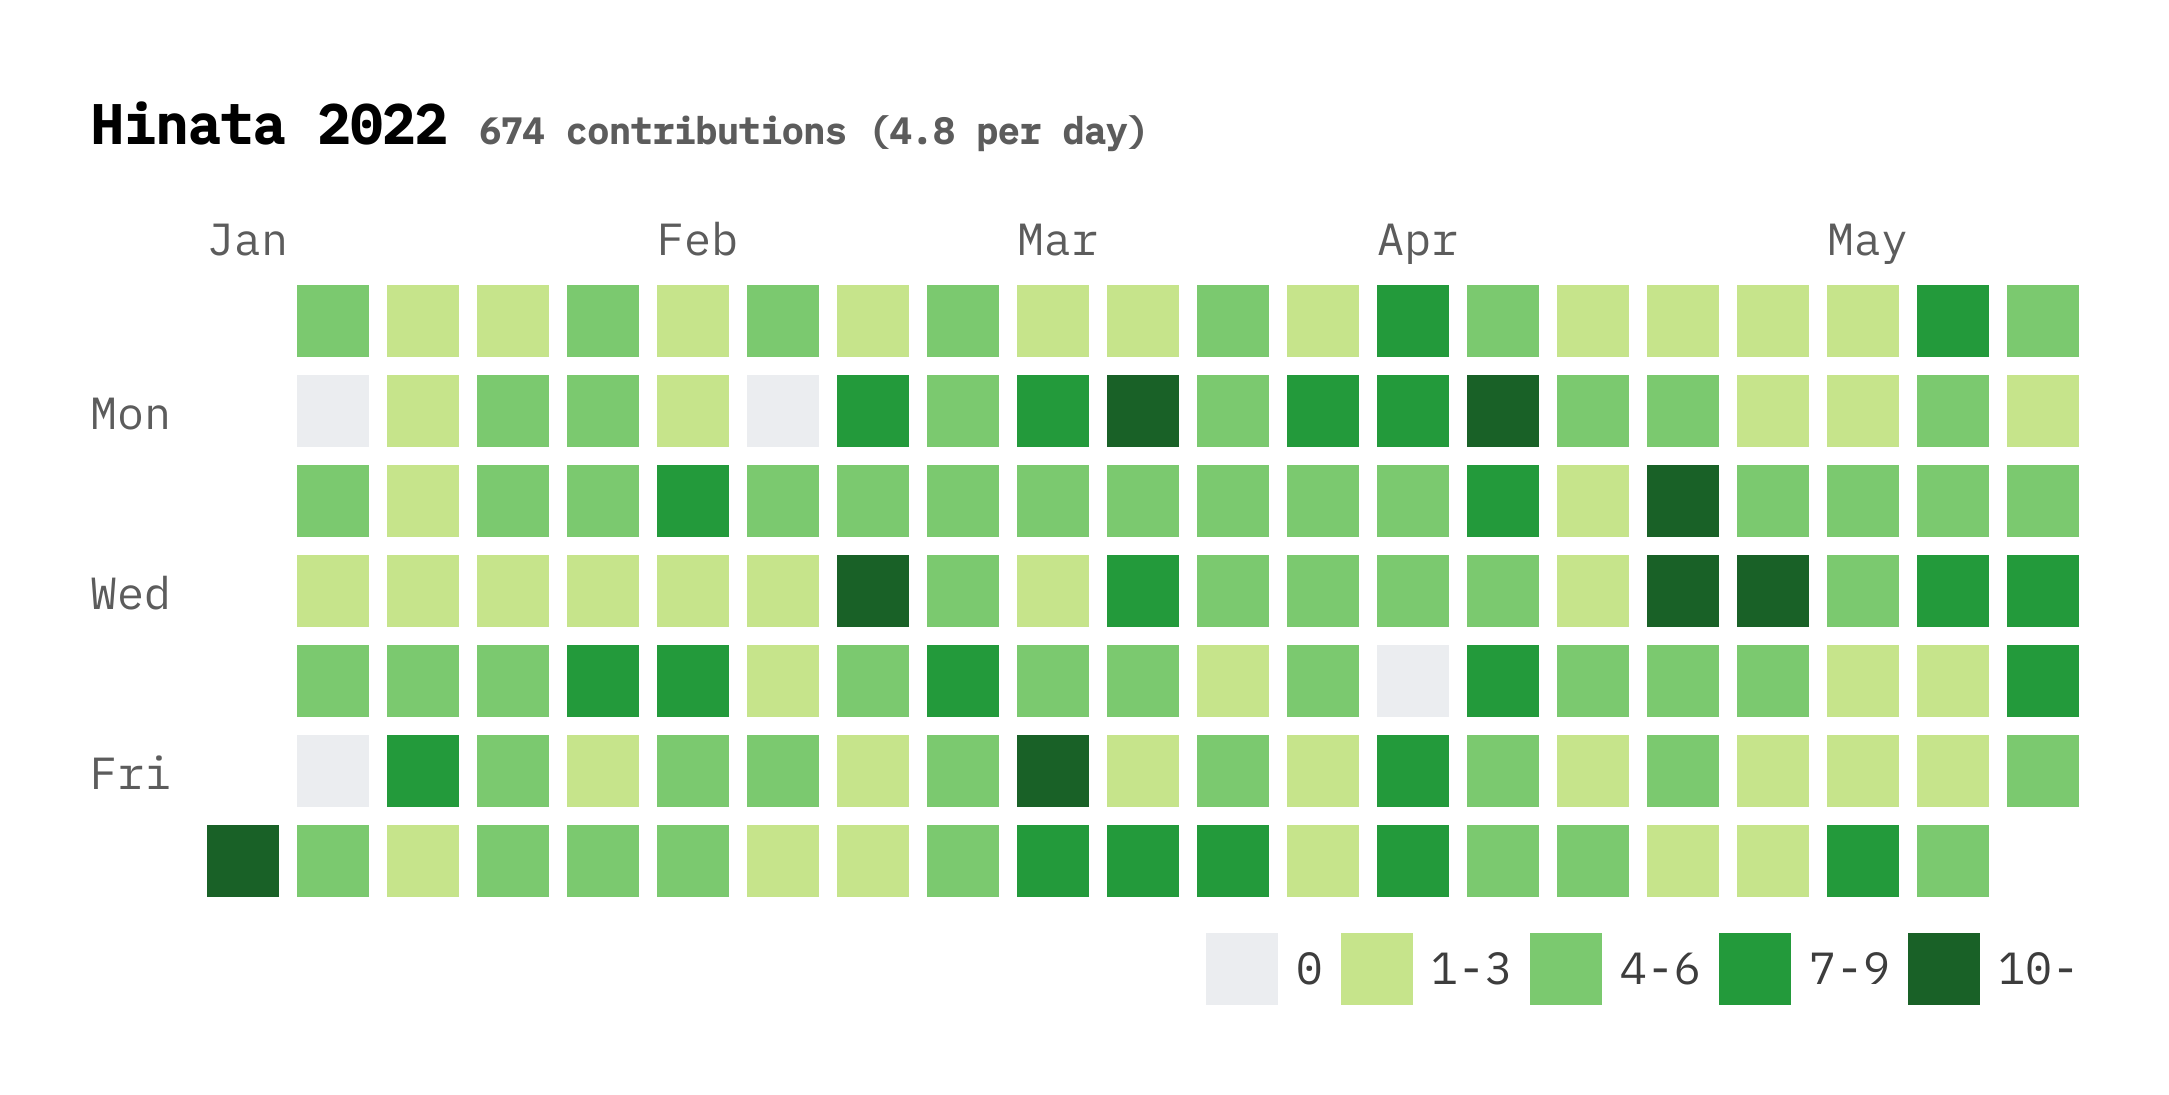 Hinata 2022 674 contributions (4.8 per day)
Jan Feb Mar Apr May
Mon
Wed
Fri
0 1-3 4-6 7-9 10-